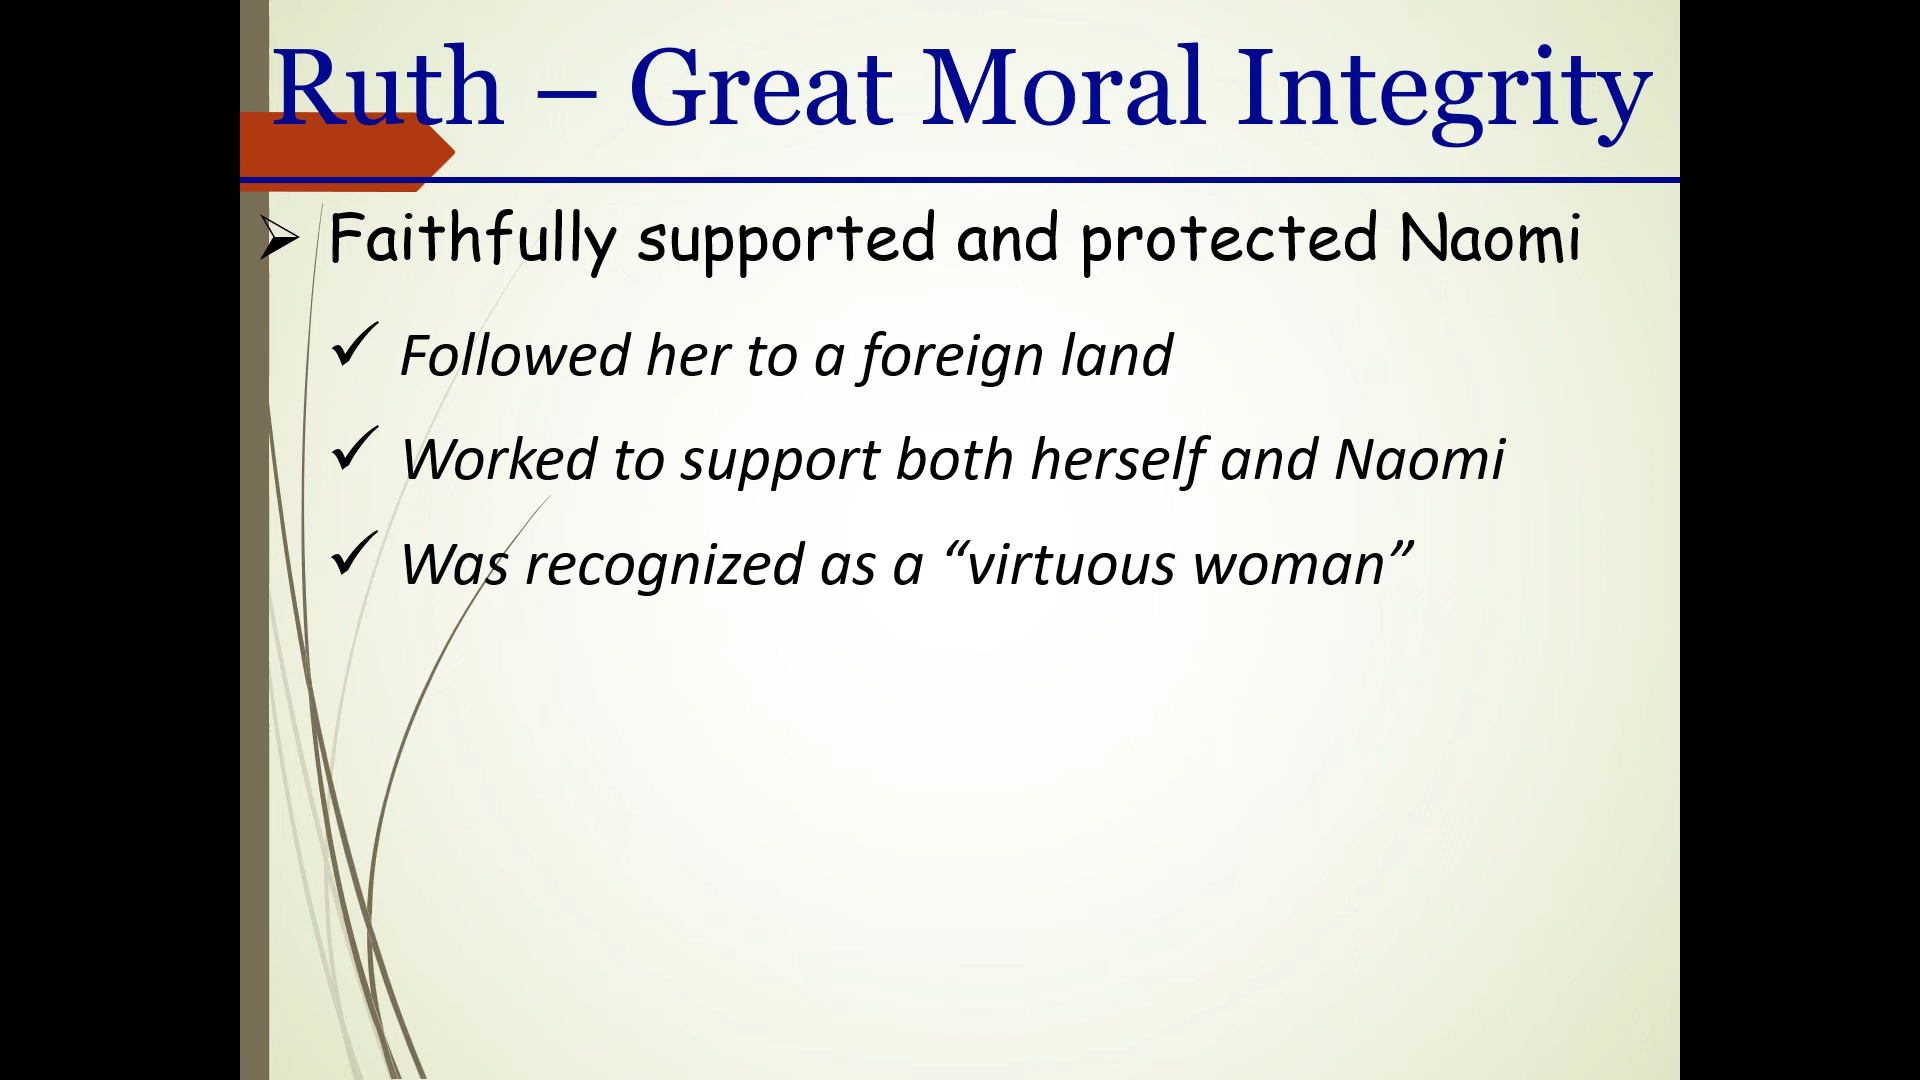 Ruth – Great Moral Integrity
Faithfully supported and protected Naomi
Followed her to a foreign land
Worked to support both herself and Naomi
Was recognized as a “virtuous woman”